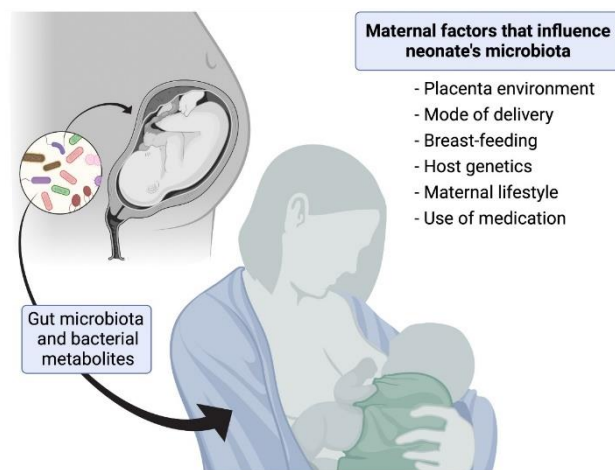 Maternal factors that influence
neonate's microbiota
- Placenta environment
- Mode of delivery
- Breast-feeding
- Host genetics
- Maternal lifestyle
- Use of medication
Gut microbiota
and bacterial
metabolites